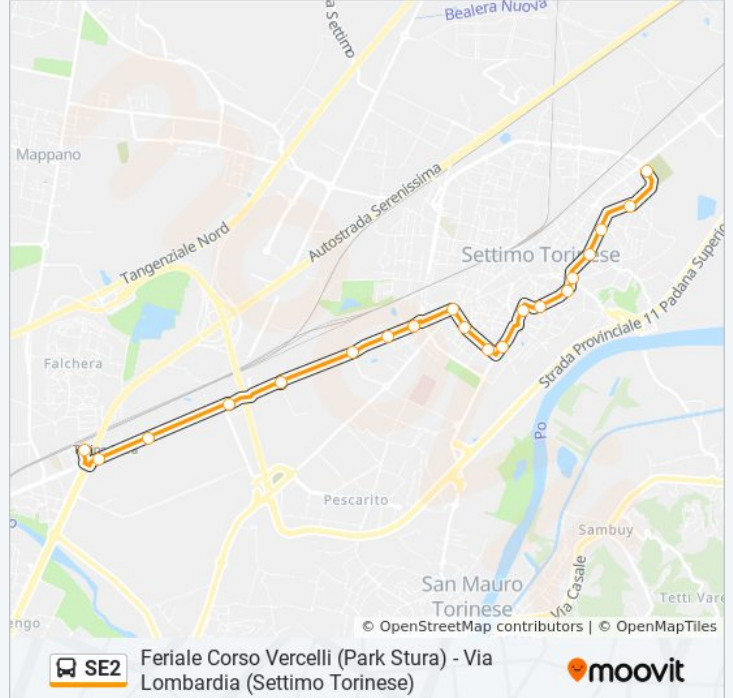 Bealera Nuova
a Settimo
Mappano
Autostrada Serenissima
Tangenziale Nord
Settimo Torinese
Strada Provinciale 11 Padana Superio
Falchera
Po
Pescarito
Sambuy
San Mauro
Torinese
Via Casale
Tetti Vare
engo
© OpenStreetMap contributors | © OpenMapTiles
SE2
Feriale Corso Vercelli (Park Stura) - Via
Lombardia (Settimo Torinese)
moovit